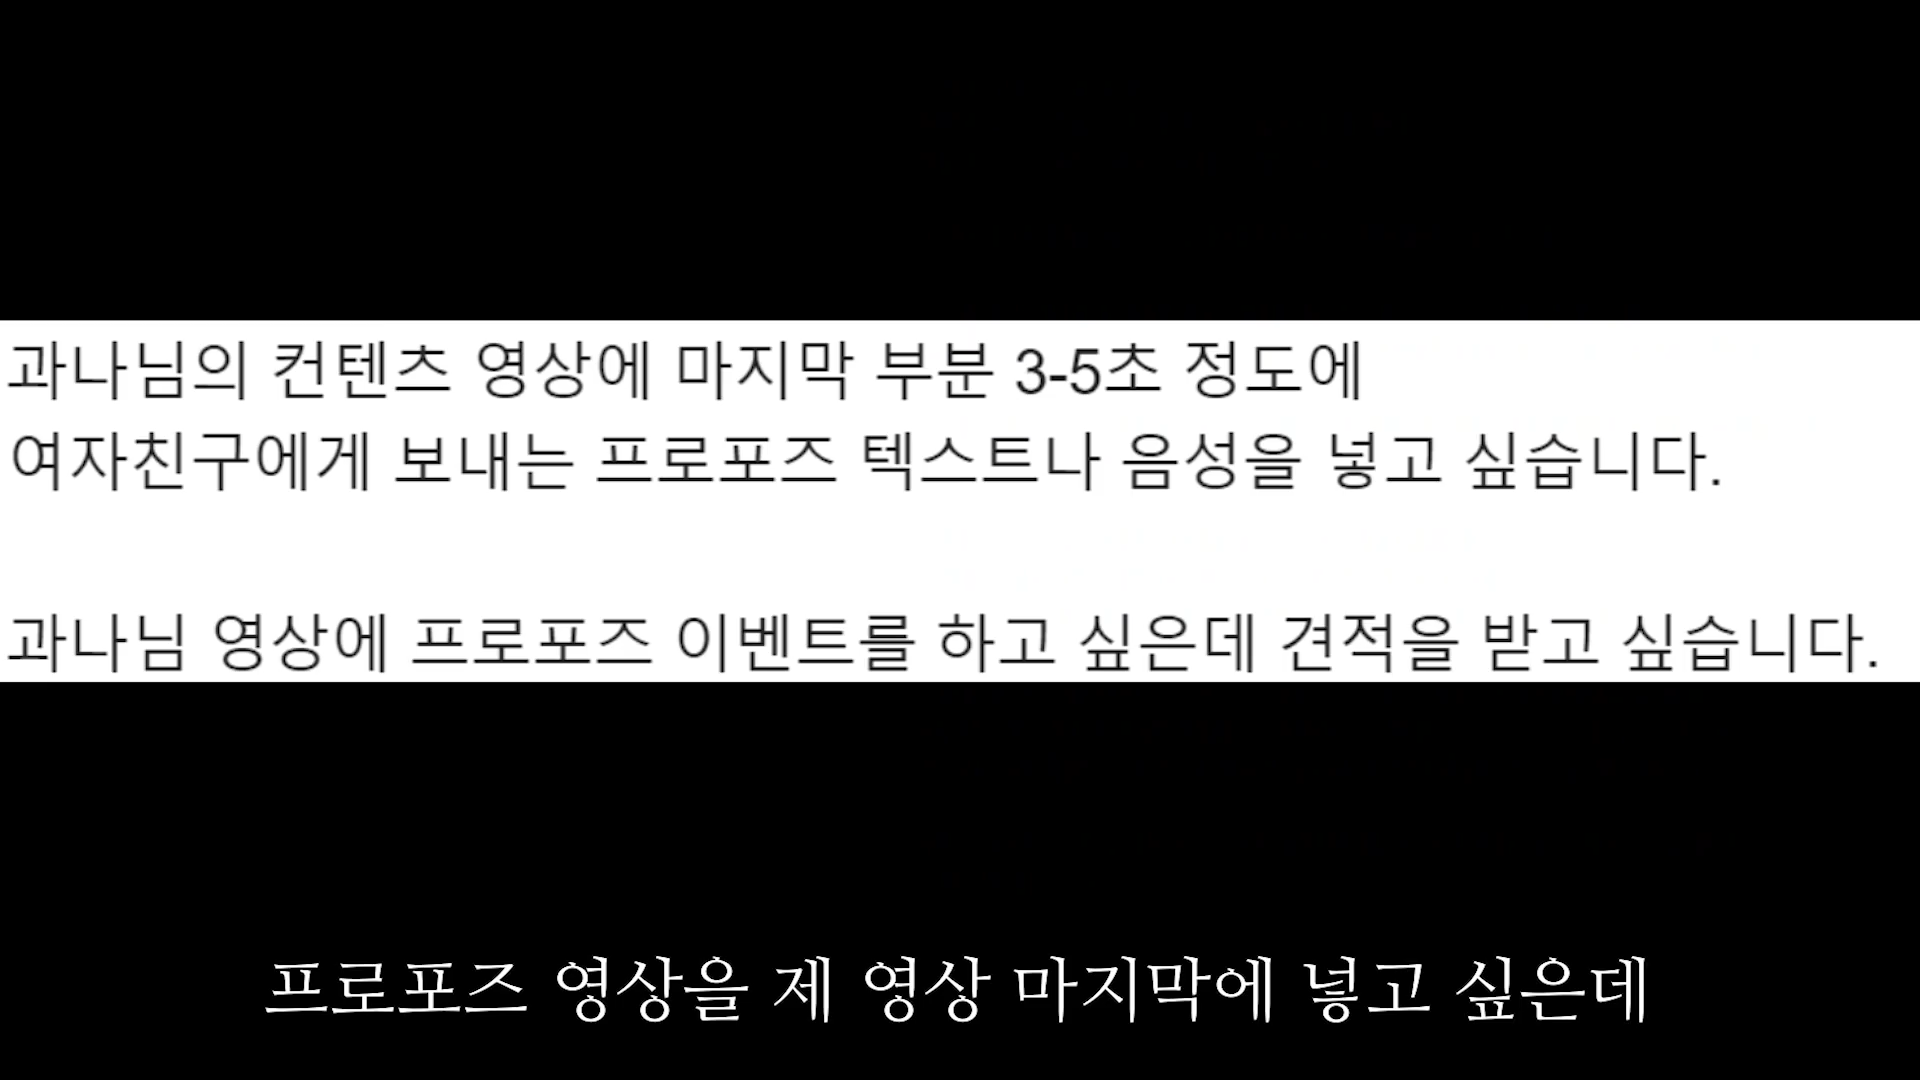 과나님의 컨텐츠 영상에 마지막 부분 3-5초 정도에
여자친구에게 보내는 프로포즈 텍스트나 음성을 넣고 싶습니다.
과나님 영상에 프로포즈 이벤트를 하고 싶은데 견적을 받고 싶습니다.
프로포즈 영상을 제 영상 마지막에 넣고 싶은데